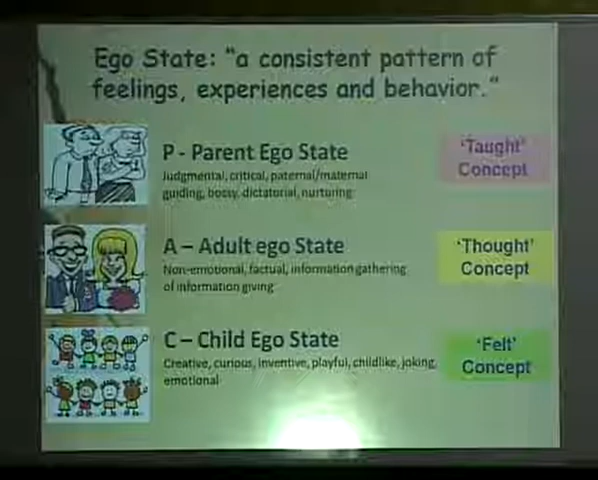 Ego State: "a consistent pattern of
feelings, experiences and behavior."
P - Parent Ego State
Judgmental, critical, paternal/maternal
guiding, bossy, dictatorial, nurturing
'Taught'
Concept
A – Adult ego State
Non-emotional, factual, information gathering
of information giving
'Thought'
Concept
C – Child Ego State
Creative, curious, inventive, playful, childlike, joking,
emotional
'Felt'
Concept